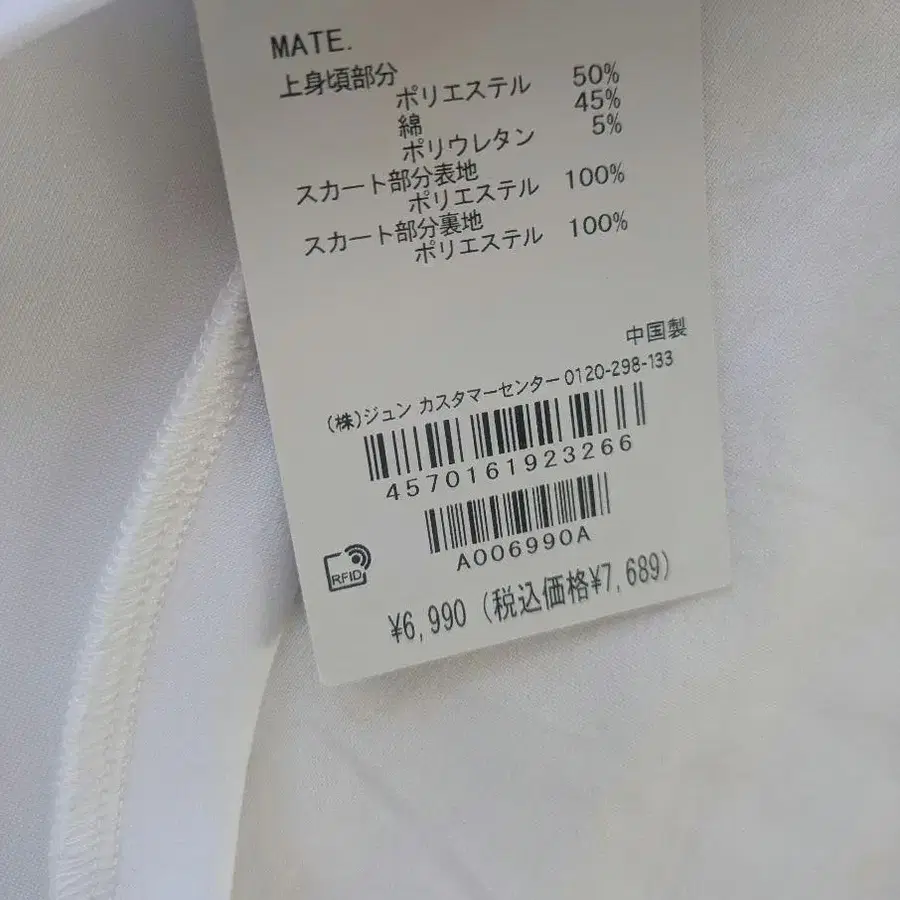 MATE.
上身頃部分
ポリエステル 50%
綿 45%
ポリウレタン 5%
スカート部分表地
ポリエステル 100%
スカート部分裏地
ポリエステル 100%
中国製
(株)ジュン カスタマーセンター 0120-298-133
4570161923266
A006990A
RFID
¥6,990 (税込価格¥7,689)